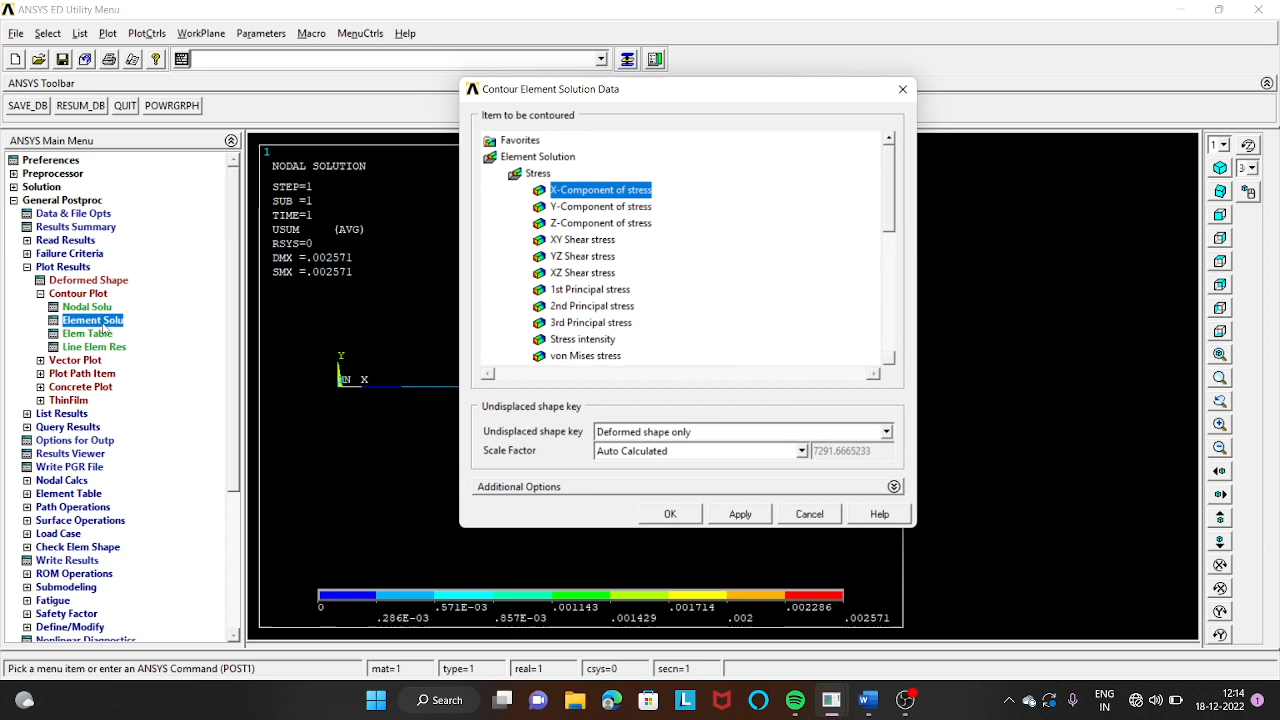 ANSYS ED Utility Menu
File Select List Plot PlotCtrls WorkPlane Parameters Macro MenuCtrls Help
ANSYS Toolbar
SAVE_DB RESUM_DB QUIT POWRGRPH
ANSYS Main Menu
Preferences
Preprocessor
Solution
General Postproc
Data & File Opts
Results Summary
Read Results
Failure Criteria
Plot Results
Deformed Shape
Contour Plot
Nodal Solu
Element Solu
Elem Table
Line Elem Res
Vector Plot
Plot Path Item
Concrete Plot
ThinFilm
List Results
Query Results
Options for Outp
Results Viewer
Write PGR File
Nodal Calcs
Element Table
Path Operations
Surface Operations
Load Case
Check Elem Shape
Write Results
ROM Operations
Submodeling
Fatigue
Safety Factor
Define/Modify
Nonlinear Diagnostics
1
NODAL SOLUTION
STEP=1
SUB =1
TIME=1
USUM (AVG)
RSYS=0
DMX =.002571
SMX =.002571
Y
MN X
0 .571E-03 .001143 .001714 .002286
.286E-03 .857E-03 .001429 .002 .002571
Contour Element Solution Data
Item to be contoured
Favorites
Element Solution
Stress
X-Component of stress
Y-Component of stress
Z-Component of stress
XY Shear stress
YZ Shear stress
XZ Shear stress
1st Principal stress
2nd Principal stress
3rd Principal stress
Stress intensity
von Mises stress
Undisplaced shape key
Undisplaced shape key Deformed shape only
Scale Factor Auto Calculated 7291.6665233
Additional Options
OK Apply Cancel Help
1
3
Pick a menu item or enter an ANSYS Command (POST1) mat=1 type=1 real=1 csys=0 secn=1
Search
ENG
IN
12:14
18-12-2022
1